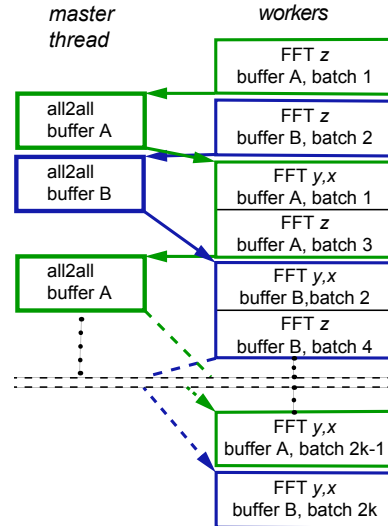 master
thread
workers
FFT z
buffer A, batch 1
all2all
buffer A
FFT z
buffer B, batch 2
all2all
buffer B
FFT y,x
buffer A, batch 1
FFT z
buffer A, batch 3
all2all
buffer A
FFT y,x
buffer B,batch 2
FFT z
buffer B, batch 4
FFT y,x
buffer A, batch 2k-1
FFT y,x
buffer B, batch 2k